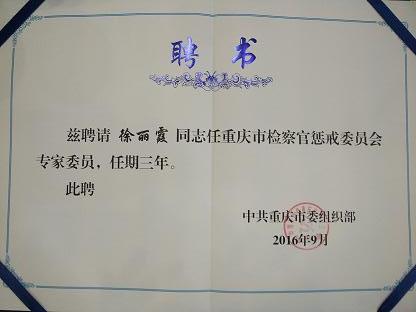 聘书
兹聘请 徐丽霞 同志任重庆市检察官惩戒委员会
专家委员，任期三年。
此聘
中共重庆市委组织部
2016年9月